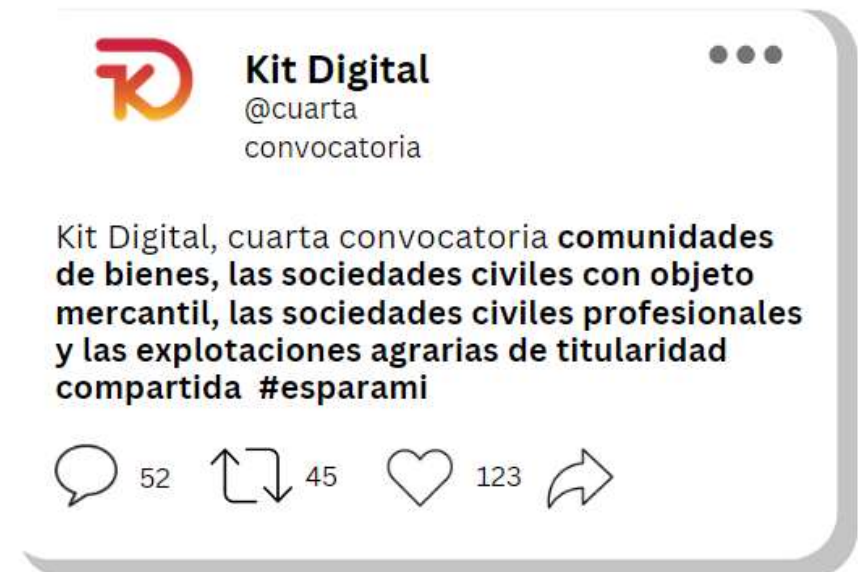 Kit Digital
@cuarta
convocatoria
Kit Digital, cuarta convocatoria comunidades
de bienes, las sociedades civiles con objeto
mercantil, las sociedades civiles profesionales
y las explotaciones agrarias de titularidad
compartida #esparami
52 45 123